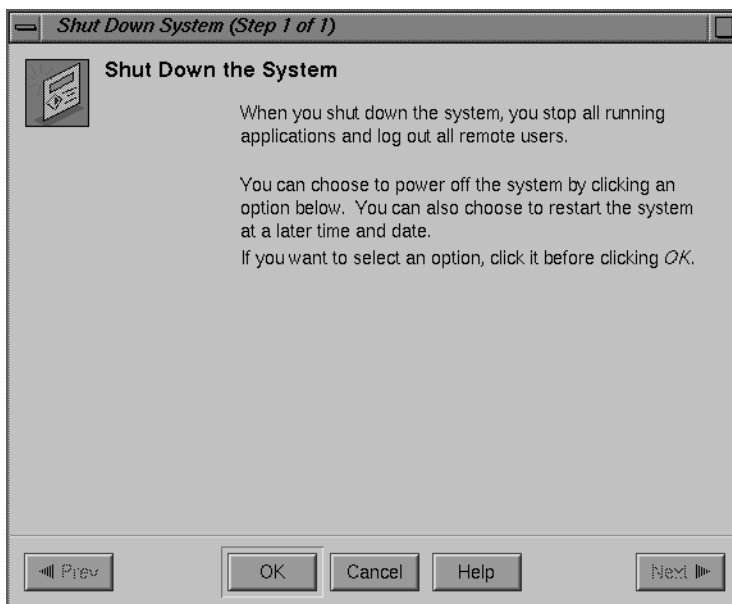 Shut Down System (Step 1 of 1)
Shut Down the System
When you shut down the system, you stop all running
applications and log out all remote users.
You can choose to power off the system by clicking an
option below.  You can also choose to restart the system
at a later time and date.
If you want to select an option, click it before clicking OK.
Prev
OK
Cancel
Help
Next